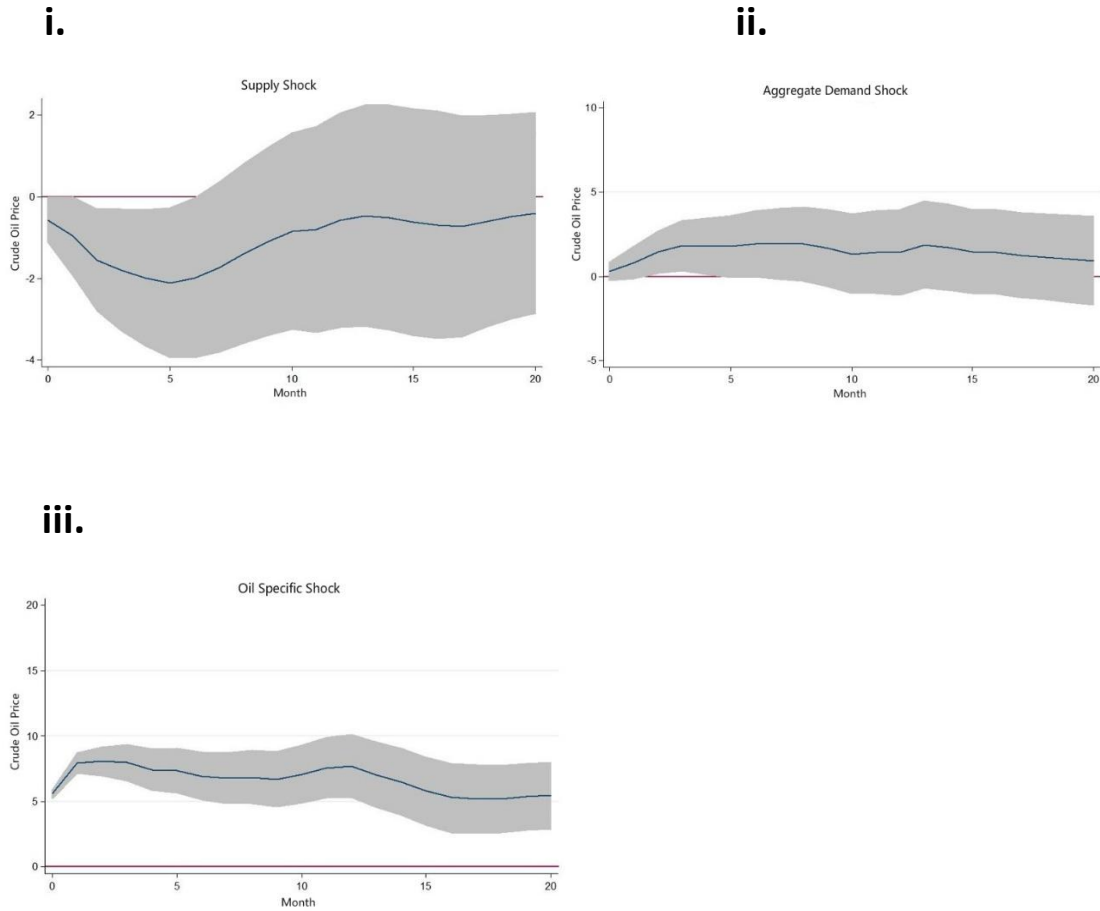 i.
Supply Shock
2
0
-2
-4
Crude Oil Price
0 5 10 15 20
Month
ii.
Aggregate Demand Shock
10
5
0
-5
Crude Oil Price
0 5 10 15 20
Month
iii.
Oil Specific Shock
20
15
10
5
0
Crude Oil Price
0 5 10 15 20
Month